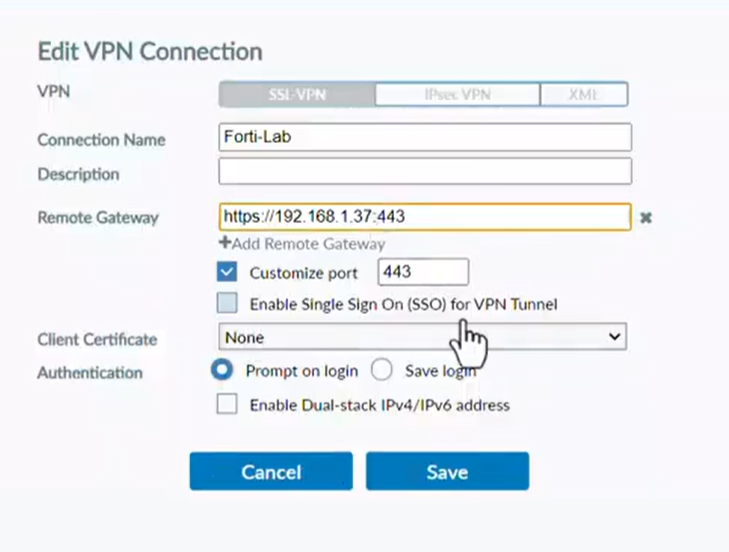 Edit VPN Connection
VPN SSL-VPN IPsec VPN XML
Connection Name Forti-Lab
Description
Remote Gateway https://192.168.1.37:443
+Add Remote Gateway
Customize port 443
Enable Single Sign On (SSO) for VPN Tunnel
Client Certificate None
Authentication Prompt on login Save login
Enable Dual-stack IPv4/IPv6 address
Cancel Save